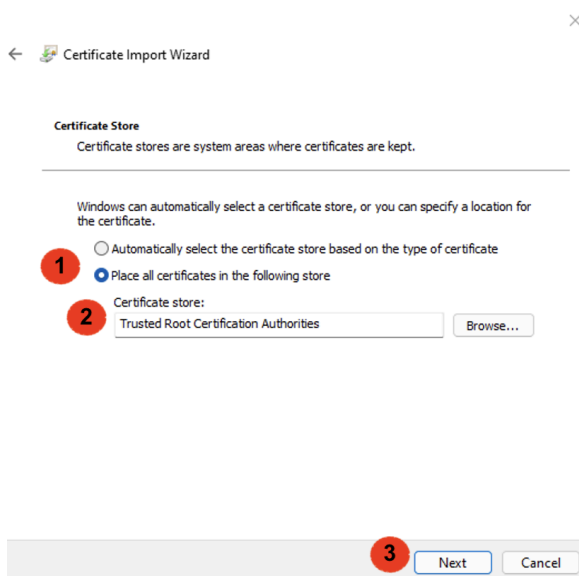 Certificate Import Wizard
Certificate Store
Certificate stores are system areas where certificates are kept.
Windows can automatically select a certificate store, or you can specify a location for
the certificate.
Automatically select the certificate store based on the type of certificate
1
Place all certificates in the following store
Certificate store:
2
Trusted Root Certification Authorities
Browse...
3
Next
Cancel